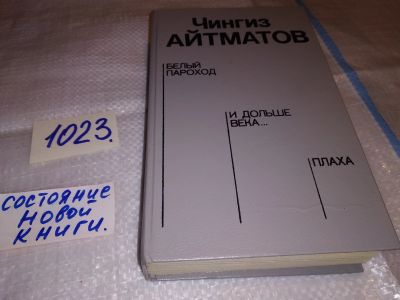 Чингиз
АЙТМАТОВ
БЕЛЫЙ
ПАРОХОД
И ДОЛЬШЕ
ВЕКА...
ПЛАХА
1023.
СОСТОЯНИЕ
НОВОЙ
КНИГИ.